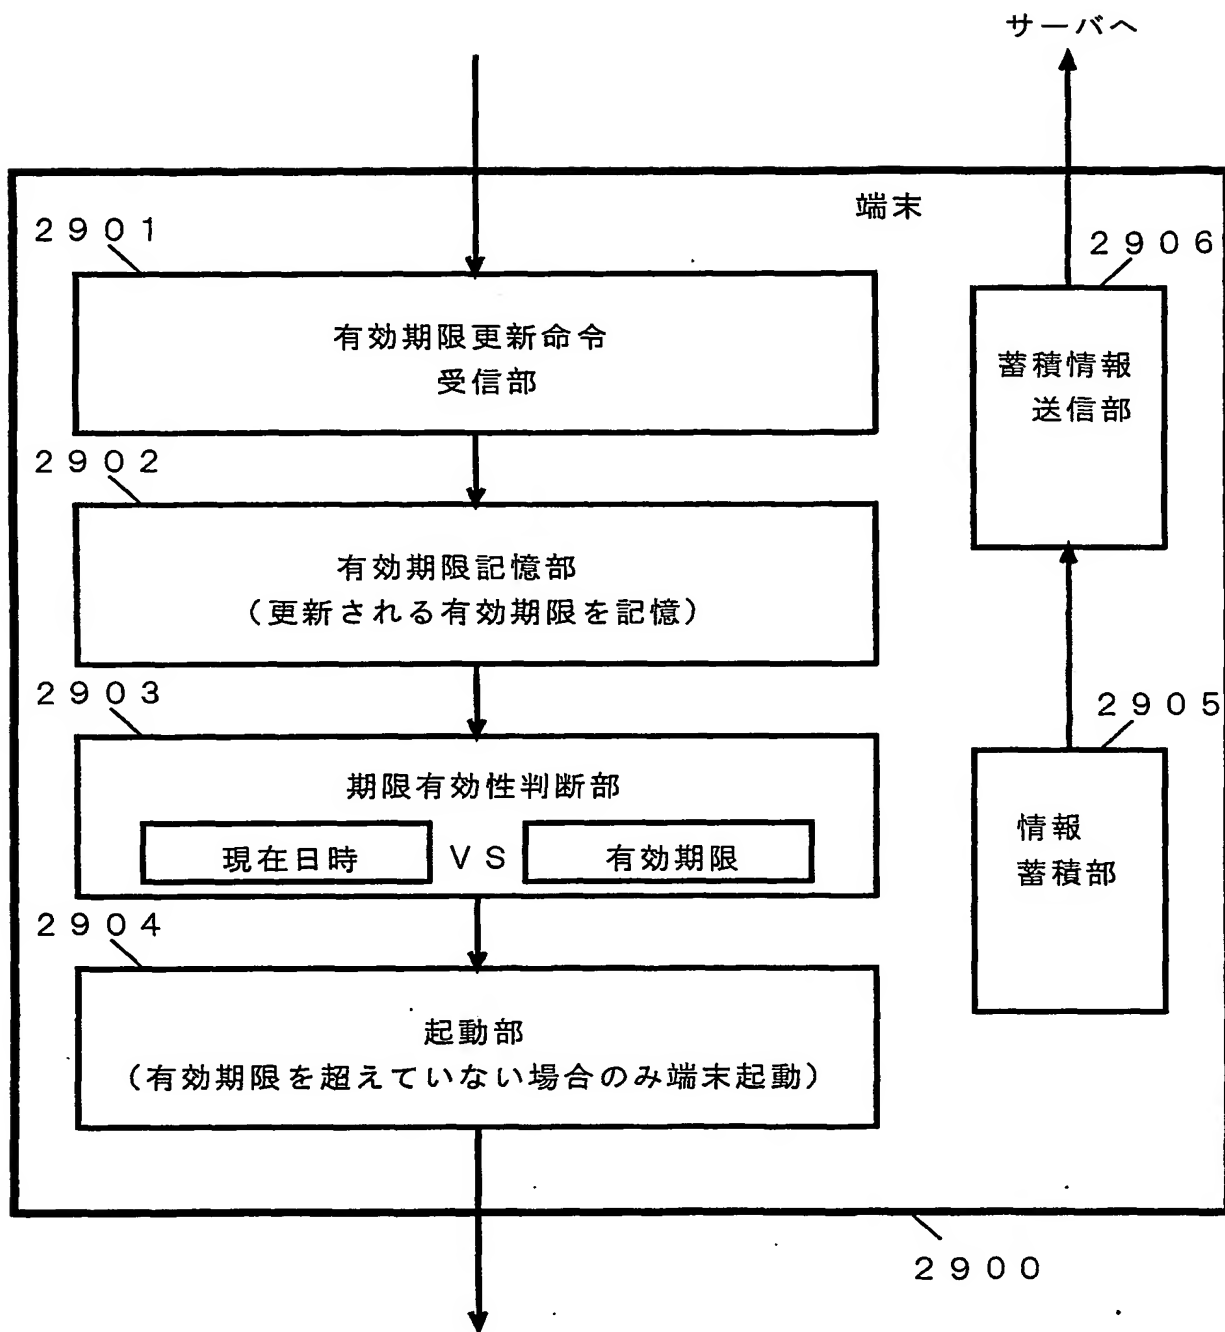 サーバへ
端末
２９０１
有効期限更新命令
受信部
２９０２
有効期限記憶部
（更新される有効期限を記憶）
２９０３
期限有効性判断部
現在日時 ＶＳ 有効期限
２９０４
起動部
（有効期限を超えていない場合のみ端末起動）
２９０６
蓄積情報
送信部
２９０５
情報
蓄積部
２９００